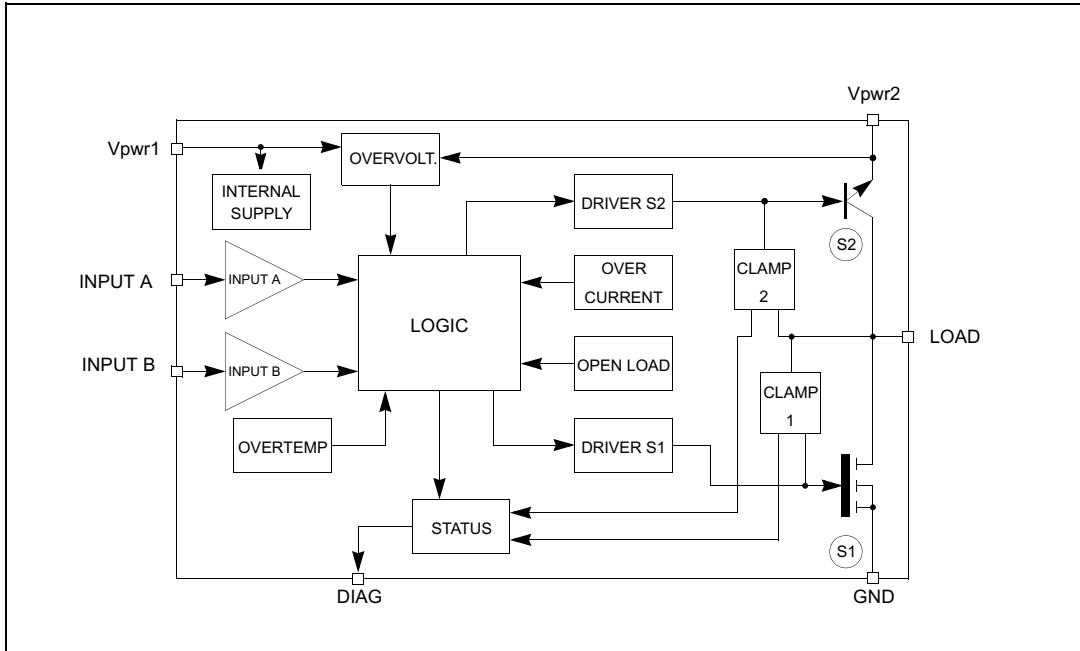 Vpwr2
Vpwr1
OVERVOLT.
INTERNAL
SUPPLY
DRIVER S2
S2
INPUT A
INPUT A
OVER
CURRENT
CLAMP
2
LOGIC
LOAD
INPUT B
INPUT B
OPEN LOAD
CLAMP
1
OVERTEMP
DRIVER S1
STATUS
S1
DIAG
GND